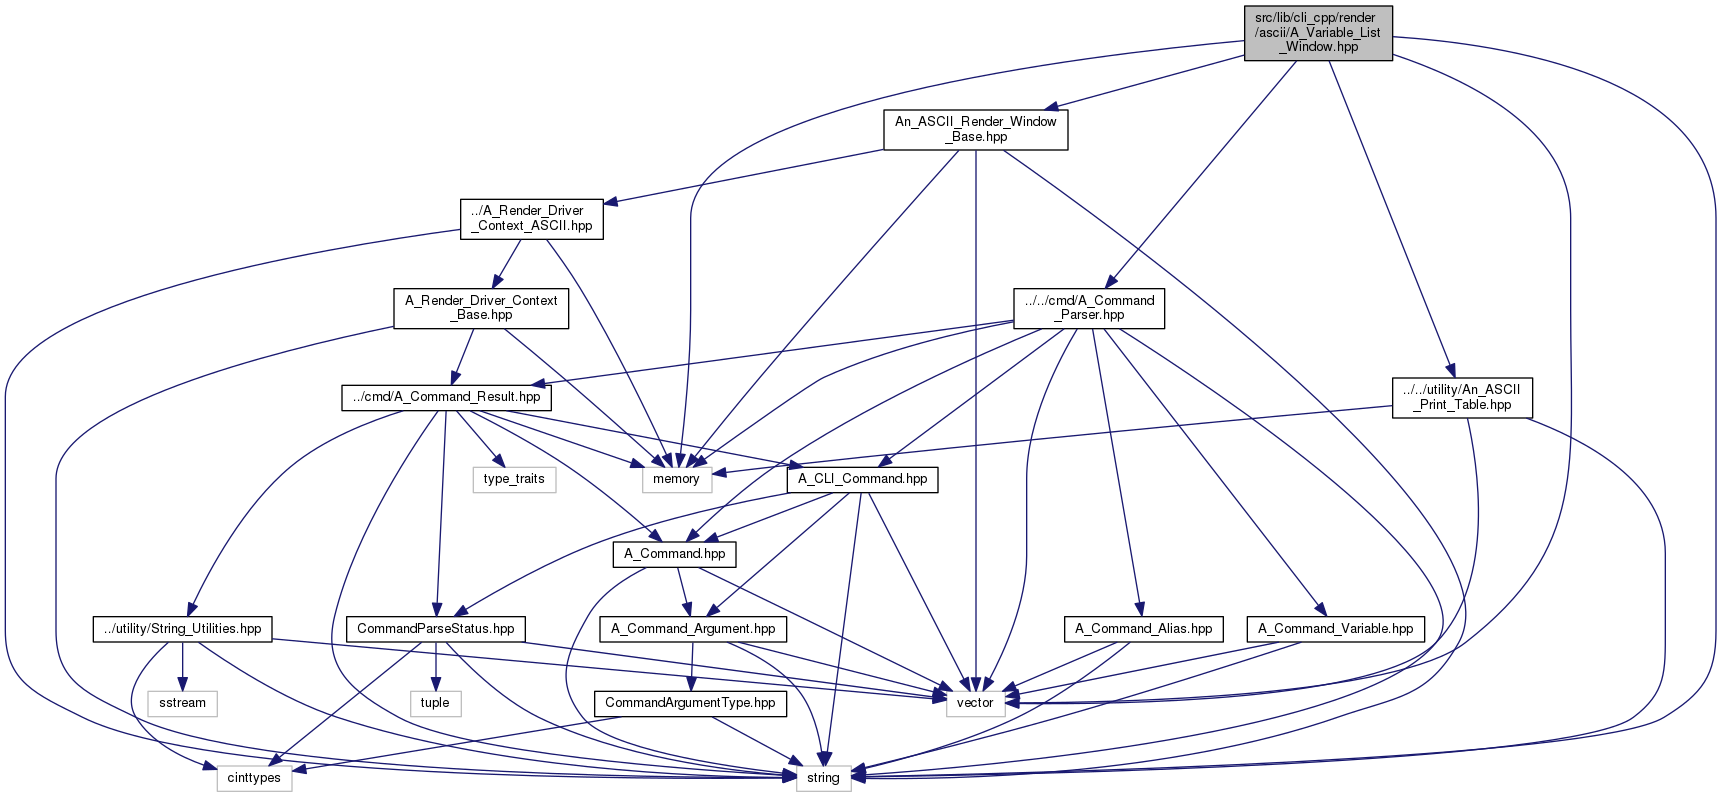 src/lib/cli_cpp/render
/ascii/A_Variable_List
_Window.hpp
An_ASCII_Render_Window
_Base.hpp
../A_Render_Driver
_Context_ASCII.hpp
A_Render_Driver_Context
_Base.hpp
../../cmd/A_Command
_Parser.hpp
../cmd/A_Command_Result.hpp
../../utility/An_ASCII
_Print_Table.hpp
type_traits
memory
A_CLI_Command.hpp
A_Command.hpp
../utility/String_Utilities.hpp
CommandParseStatus.hpp
A_Command_Argument.hpp
A_Command_Alias.hpp
A_Command_Variable.hpp
sstream
tuple
CommandArgumentType.hpp
vector
cinttypes
string